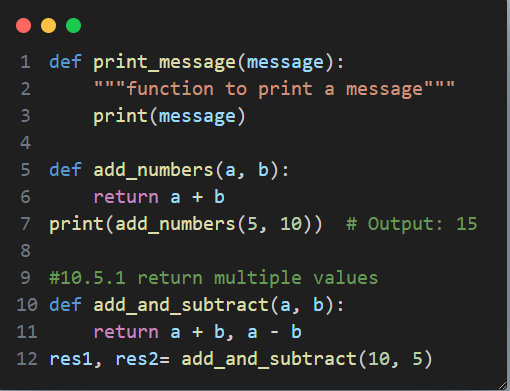 1 def print_message(message):
2     """function to print a message"""
3     print(message)
4
5 def add_numbers(a, b):
6     return a + b
7 print(add_numbers(5, 10))  # Output: 15
8
9 #10.5.1 return multiple values
10 def add_and_subtract(a, b):
11     return a + b, a - b
12 res1, res2= add_and_subtract(10, 5)